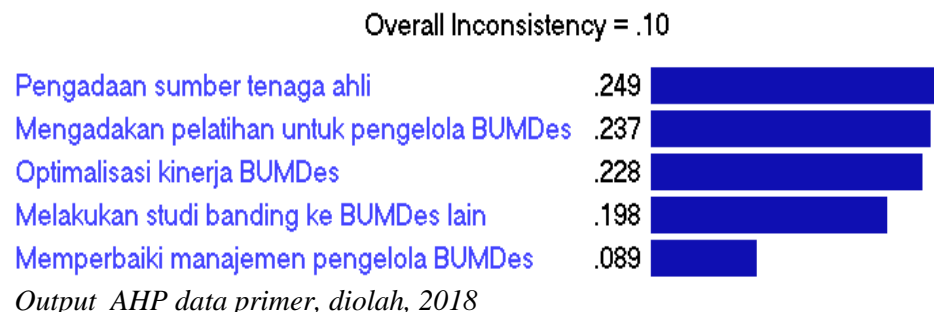 Overall Inconsistency = .10
Pengadaan sumber tenaga ahli .249
Mengadakan pelatihan untuk pengelola BUMDes .237
Optimalisasi kinerja BUMDes .228
Melakukan studi banding ke BUMDes lain .198
Memperbaiki manajemen pengelola BUMDes .089
Output AHP data primer, diolah, 2018